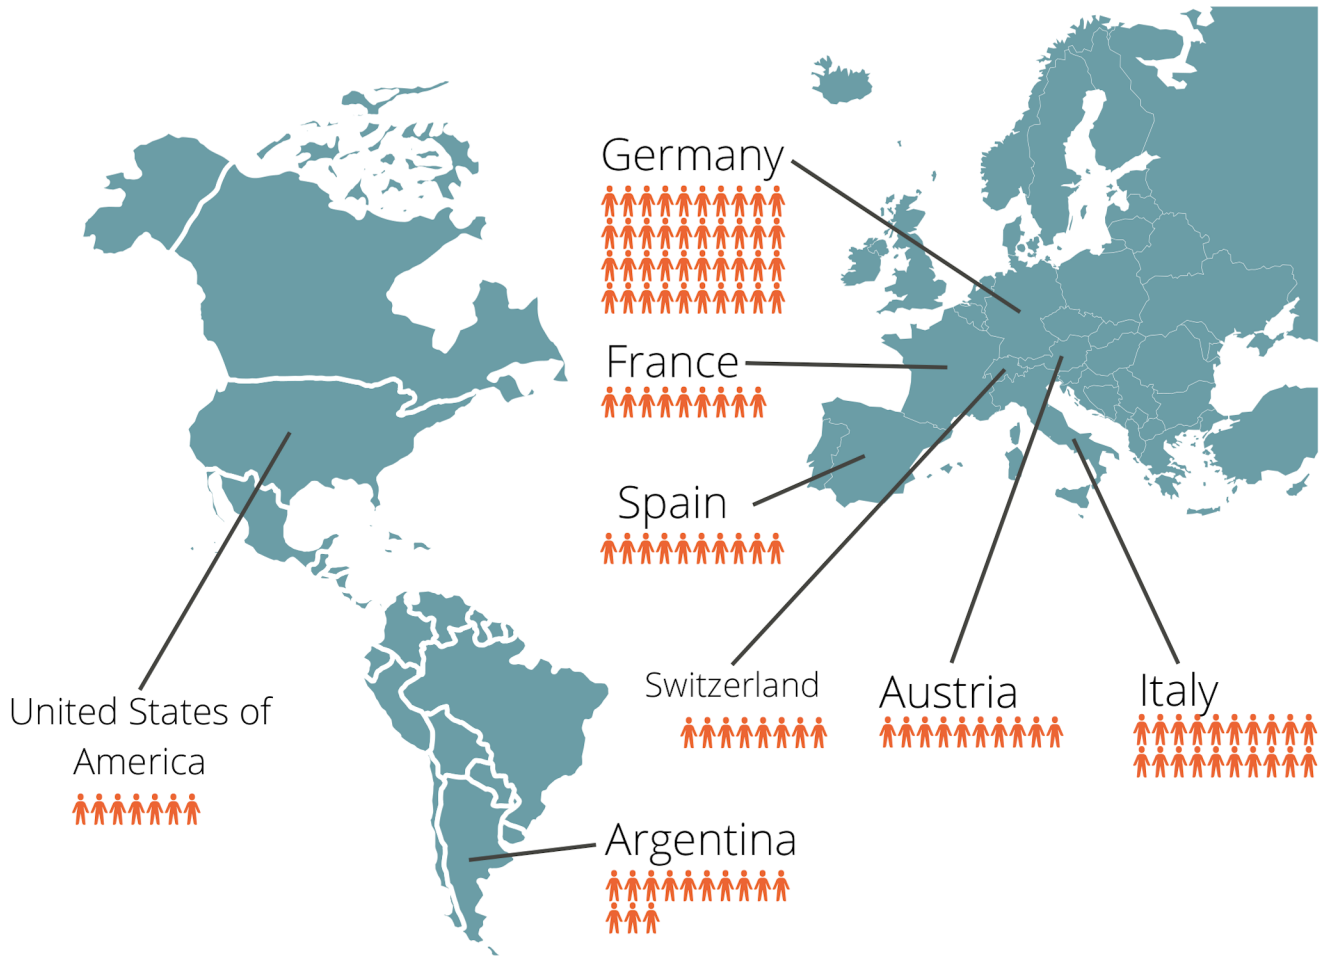 Germany
France
Spain
Switzerland
Austria
Italy
United States of
America
Argentina